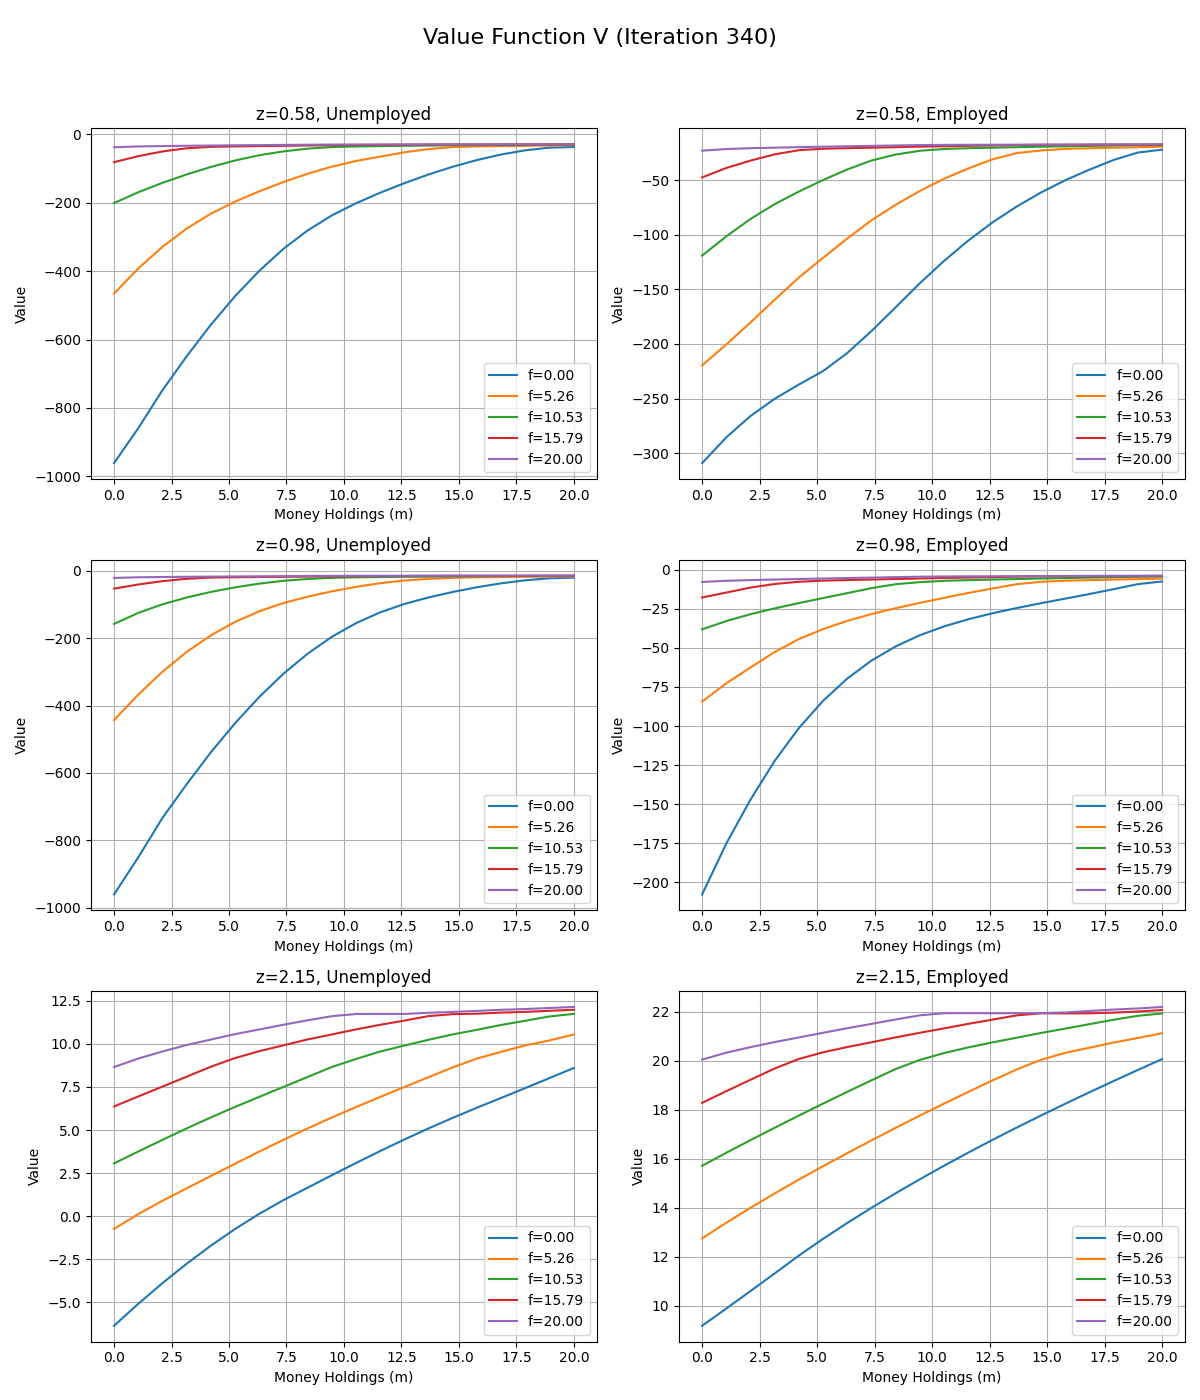 Value Function V (Iteration 340)
z=0.58, Unemployed
0
−200
−400
−600
−800
−1000
Value
0.0 2.5 5.0 7.5 10.0 12.5 15.0 17.5 20.0
Money Holdings (m)
f=0.00
f=5.26
f=10.53
f=15.79
f=20.00
z=0.58, Employed
−50
−100
−150
−200
−250
−300
Value
0.0 2.5 5.0 7.5 10.0 12.5 15.0 17.5 20.0
Money Holdings (m)
f=0.00
f=5.26
f=10.53
f=15.79
f=20.00
z=0.98, Unemployed
0
−200
−400
−600
−800
−1000
Value
0.0 2.5 5.0 7.5 10.0 12.5 15.0 17.5 20.0
Money Holdings (m)
f=0.00
f=5.26
f=10.53
f=15.79
f=20.00
z=0.98, Employed
0
−25
−50
−75
−100
−125
−150
−175
−200
Value
0.0 2.5 5.0 7.5 10.0 12.5 15.0 17.5 20.0
Money Holdings (m)
f=0.00
f=5.26
f=10.53
f=15.79
f=20.00
z=2.15, Unemployed
12.5
10.0
7.5
5.0
2.5
0.0
−2.5
−5.0
Value
0.0 2.5 5.0 7.5 10.0 12.5 15.0 17.5 20.0
Money Holdings (m)
f=0.00
f=5.26
f=10.53
f=15.79
f=20.00
z=2.15, Employed
22
20
18
16
14
12
10
Value
0.0 2.5 5.0 7.5 10.0 12.5 15.0 17.5 20.0
Money Holdings (m)
f=0.00
f=5.26
f=10.53
f=15.79
f=20.00